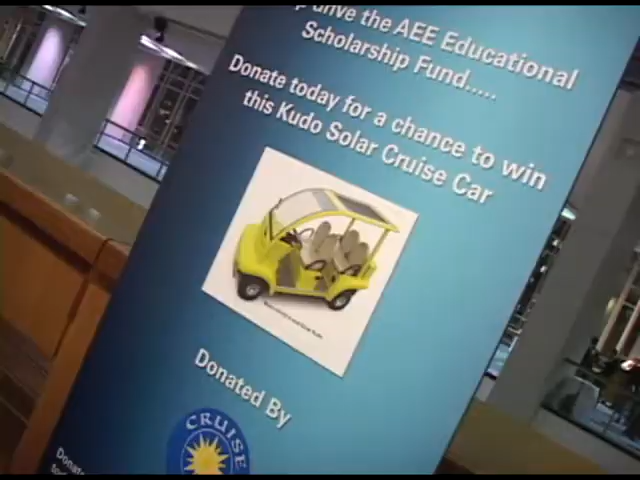 the AEE Educational
Scholarship Fund.....
Donate today for a chance to win
this Kudo Solar Cruise Car
Donated By
CRUISE